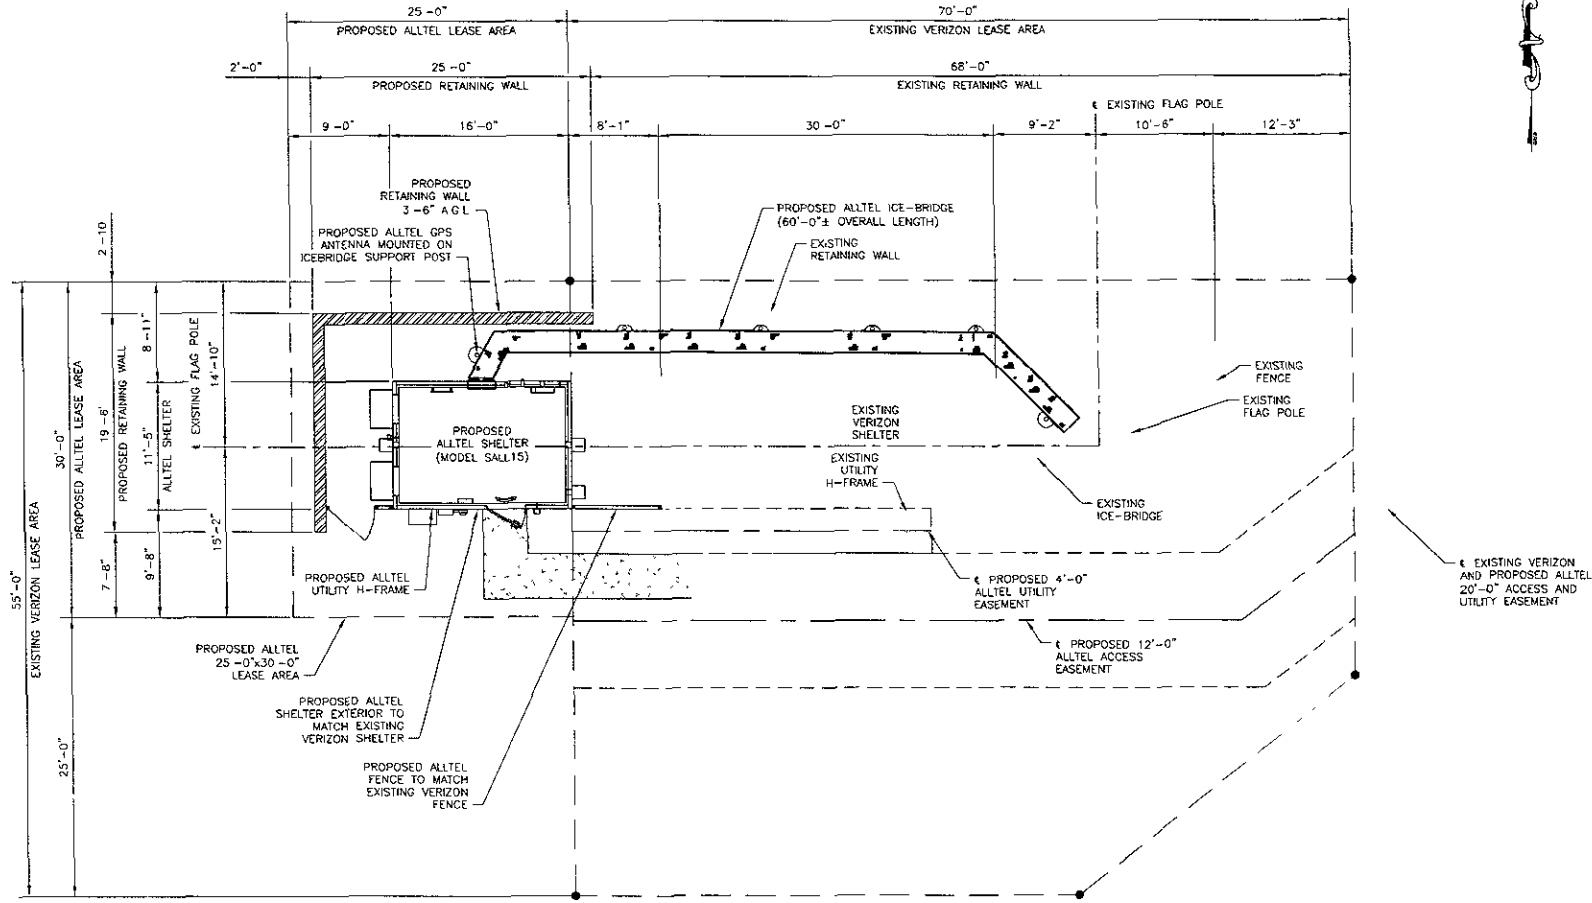 25 -0"
70'-0"
PROPOSED ALLTEL LEASE AREA
EXISTING VERIZON LEASE AREA
2'-0"
25 -0"
68'-0"
PROPOSED RETAINING WALL
EXISTING RETAINING WALL
℄ EXISTING FLAG POLE
9 -0"
16'-0"
8'-1"
30 -0"
9'-2"
10'-6"
12'-3"
PROPOSED
RETAINING WALL
3 -6" A G L
PROPOSED ALLTEL GPS
ANTENNA MOUNTED ON
ICEBRIDGE SUPPORT POST
PROPOSED ALLTEL ICE-BRIDGE
(60'-0"± OVERALL LENGTH)
EXISTING
RETAINING WALL
2 -10
8'-11"
℄ EXISTING FLAG POLE
14'-10"
30'-0"
PROPOSED ALLTEL LEASE AREA
19 -8'
PROPOSED RETAINING WALL
11'-5"
ALLTEL SHELTER
55'-0"
EXISTING VERIZON LEASE AREA
15'-2"
9'-8"
7'-8"
25'-0"
PROPOSED
ALLTEL SHELTER
(MODEL SALL15)
EXISTING
VERIZON
SHELTER
EXISTING
UTILITY
H-FRAME
EXISTING
FENCE
EXISTING
FLAG POLE
EXISTING
ICE-BRIDGE
PROPOSED ALLTEL
UTILITY H-FRAME
℄ PROPOSED 4'-0"
ALLTEL UTILITY
EASEMENT
℄ EXISTING VERIZON
AND PROPOSED ALLTEL
20'-0" ACCESS AND
UTILITY EASEMENT
PROPOSED ALLTEL
25 -0"x30 -0"
LEASE AREA
℄ PROPOSED 12'-0"
ALLTEL ACCESS
EASEMENT
PROPOSED ALLTEL
SHELTER EXTERIOR TO
MATCH EXISTING
VERIZON SHELTER
PROPOSED ALLTEL
FENCE TO MATCH
EXISTING VERIZON
FENCE